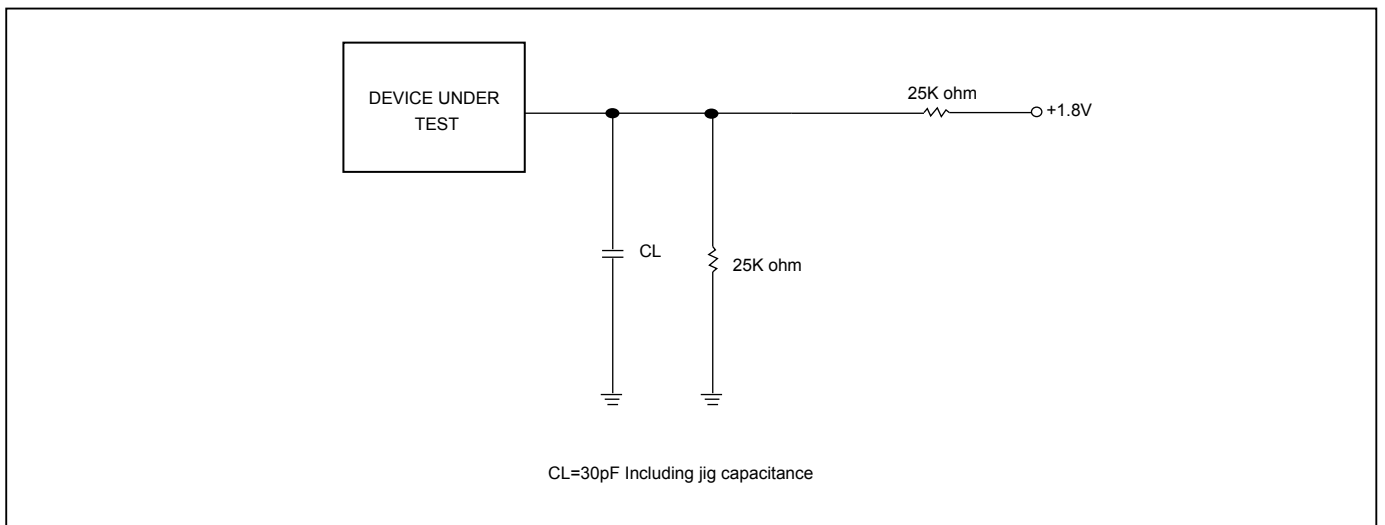 DEVICE UNDER
TEST
25K ohm
+1.8V
CL
25K ohm
CL=30pF Including jig capacitance